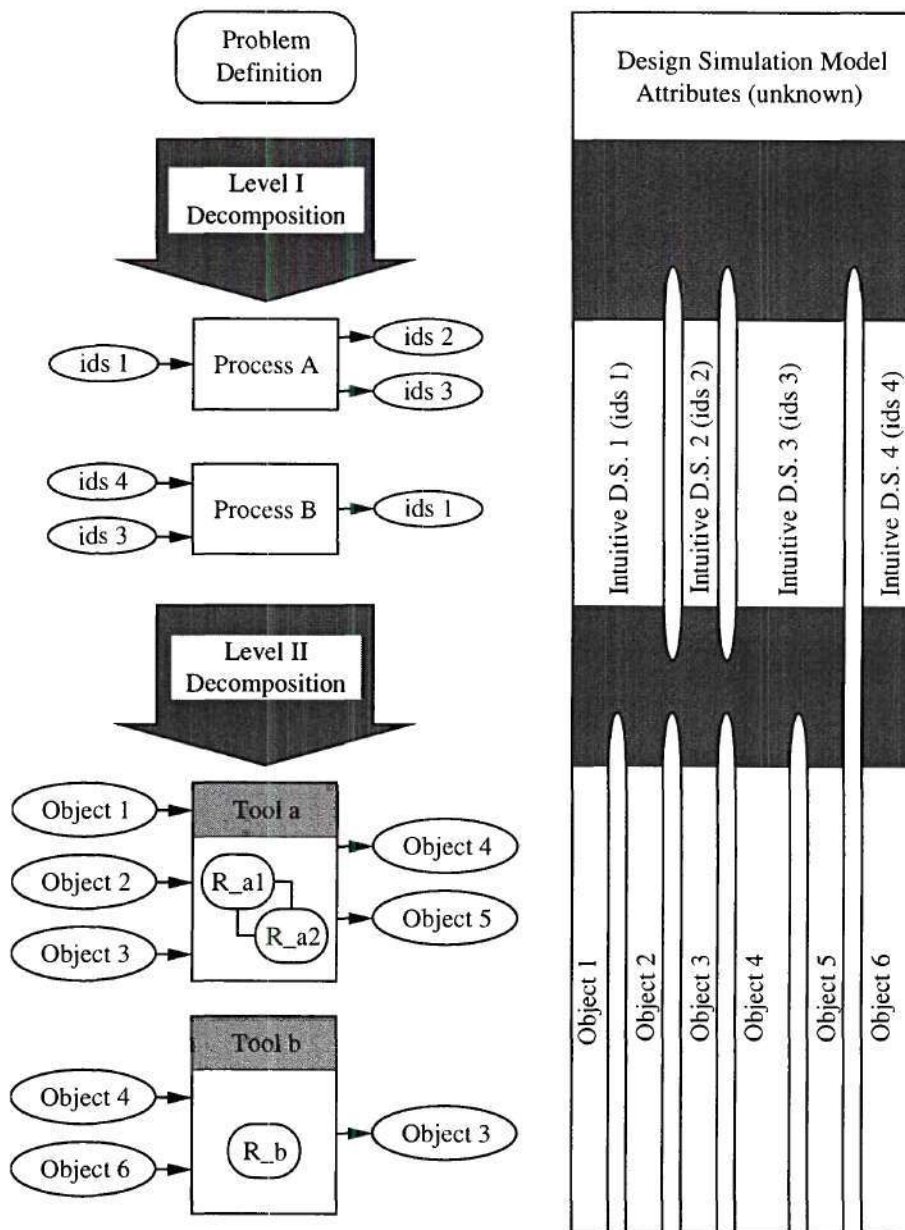 Problem
Definition
Level I
Decomposition
ids 1
Process A
ids 2
ids 3
ids 4
ids 3
Process B
ids 1
Level II
Decomposition
Object 1
Object 2
Object 3
Tool a
R_a1
R_a2
Object 4
Object 5
Object 4
Object 6
Tool b
R_b
Object 3
Design Simulation Model
Attributes (unknown)
Intuitive D.S. 1 (ids 1)
Intuitive D.S. 2 (ids 2)
Intuitive D.S. 3 (ids 3)
Intuitve D.S. 4 (ids 4)
Object 1
Object 2
Object 3
Object 4
Object 5
Object 6